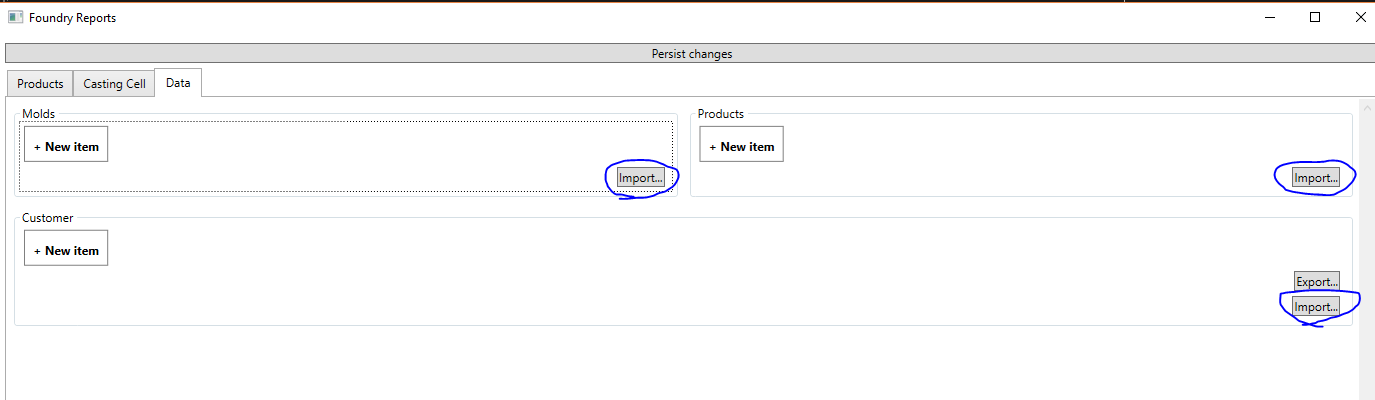 Foundry Reports
Persist changes
Products Casting Cell Data
Molds
+ New item
Import...
Products
+ New item
Import...
Customer
+ New item
Export...
Import...